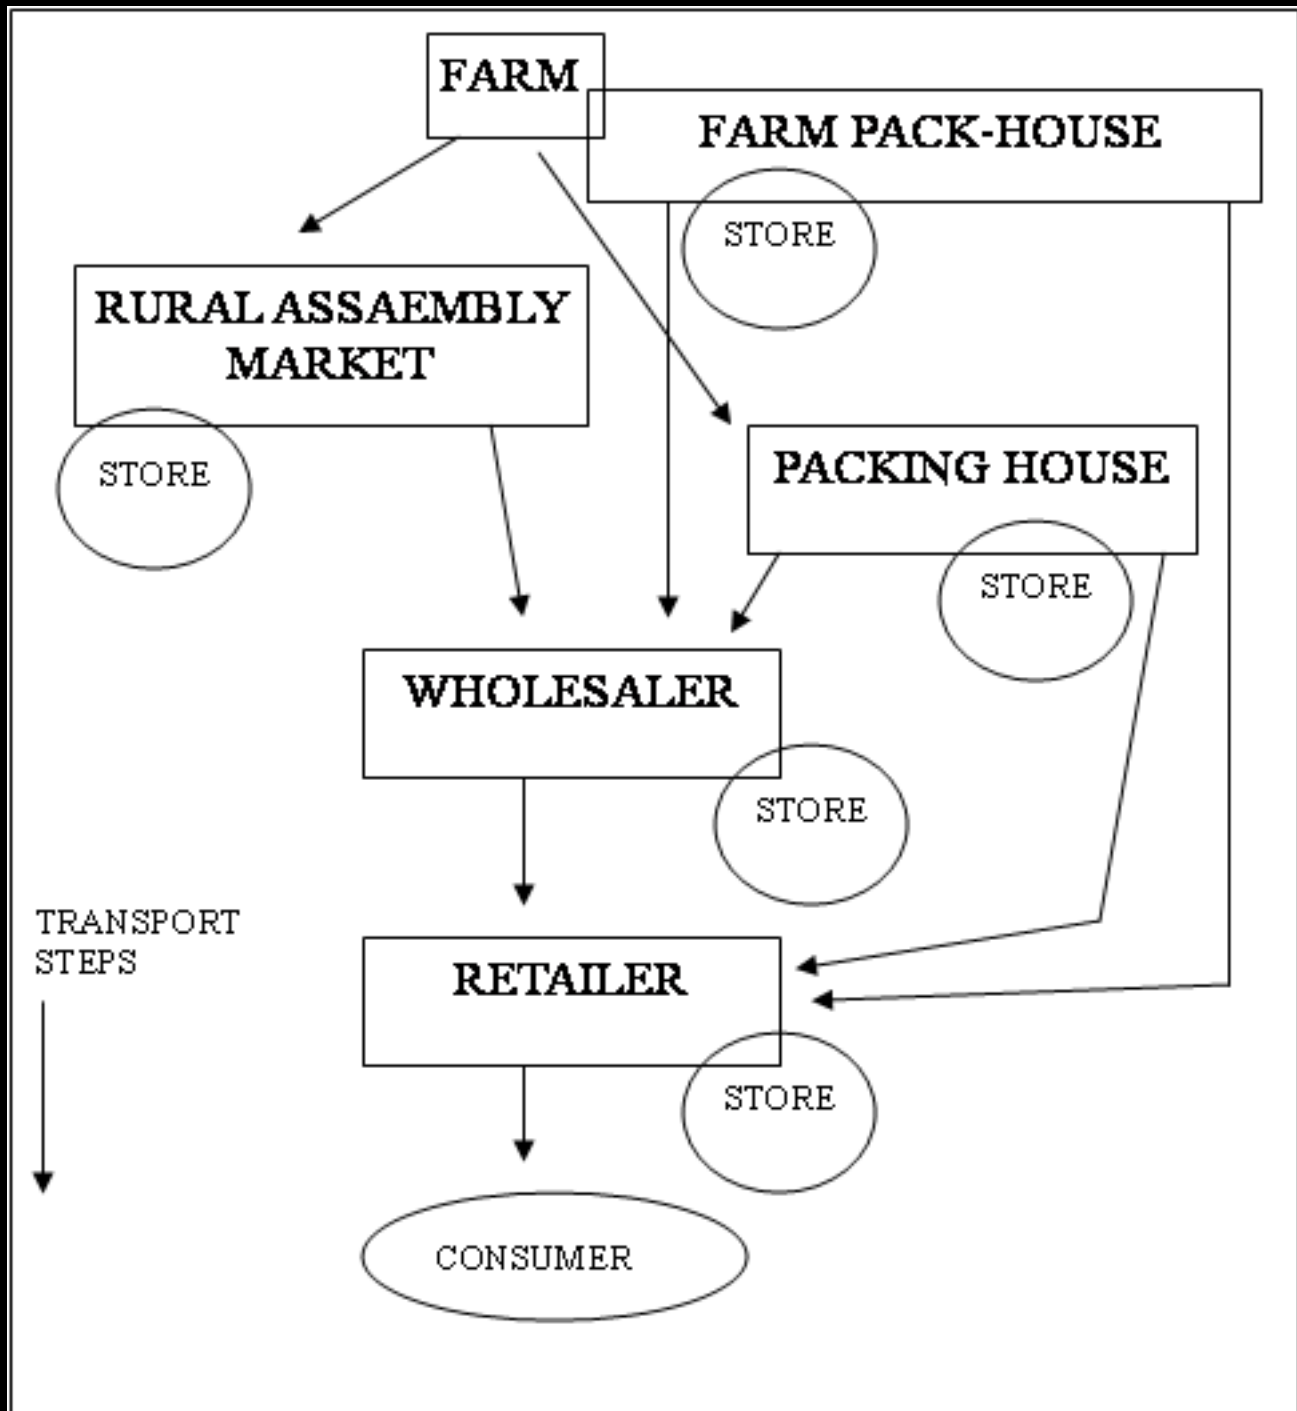 FARM
FARM PACK-HOUSE
STORE
RURAL ASSAEMBLY
MARKET
STORE
PACKING HOUSE
STORE
WHOLESALER
STORE
TRANSPORT
STEPS
RETAILER
STORE
CONSUMER